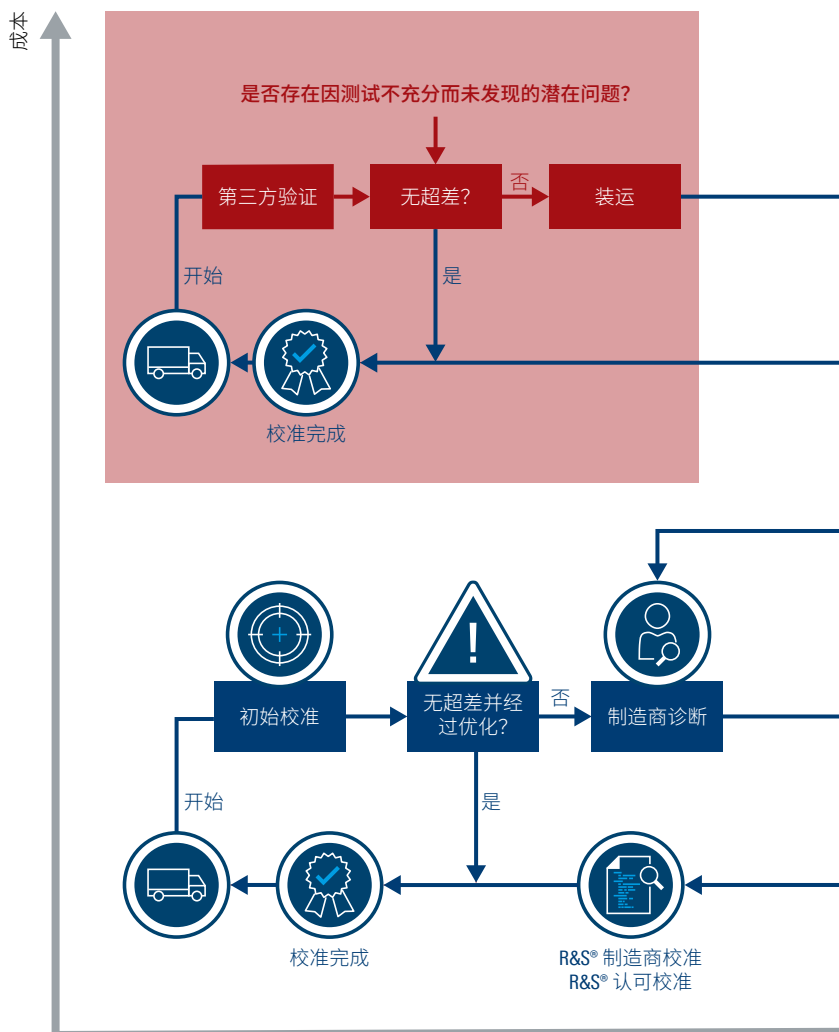 成本
是否存在因测试不充分而未发现的潜在问题？
第三方验证
无超差？
否
装运
开始
是
校准完成
初始校准
无超差并经
过优化？
否
制造商诊断
开始
是
校准完成
R&S® 制造商校准
R&S® 认可校准